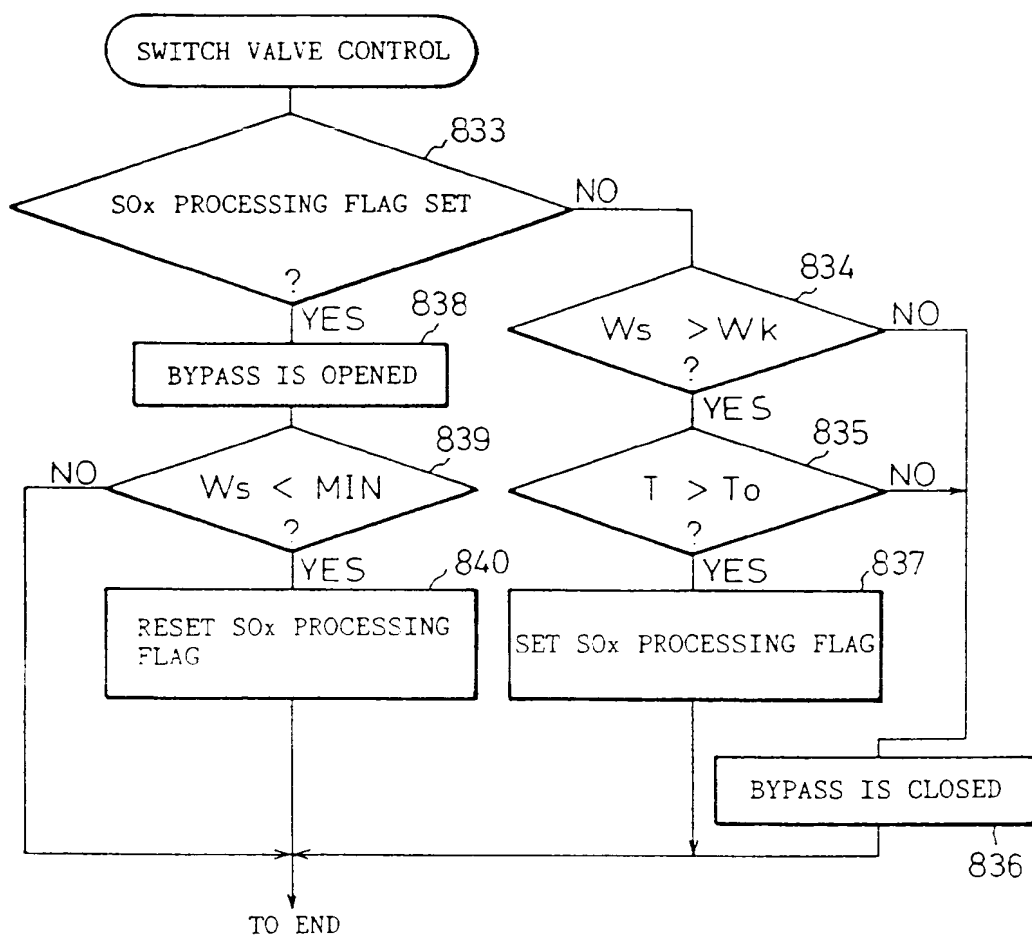 SWITCH VALVE CONTROL
833
SOx PROCESSING FLAG SET
?
NO
YES
838
834
Ws > Wk
?
NO
YES
BYPASS IS OPENED
839
NO
Ws < MIN
?
YES
835
T > To
?
NO
YES
840
RESET SOx PROCESSING
FLAG
837
SET SOx PROCESSING FLAG
BYPASS IS CLOSED
836
TO END